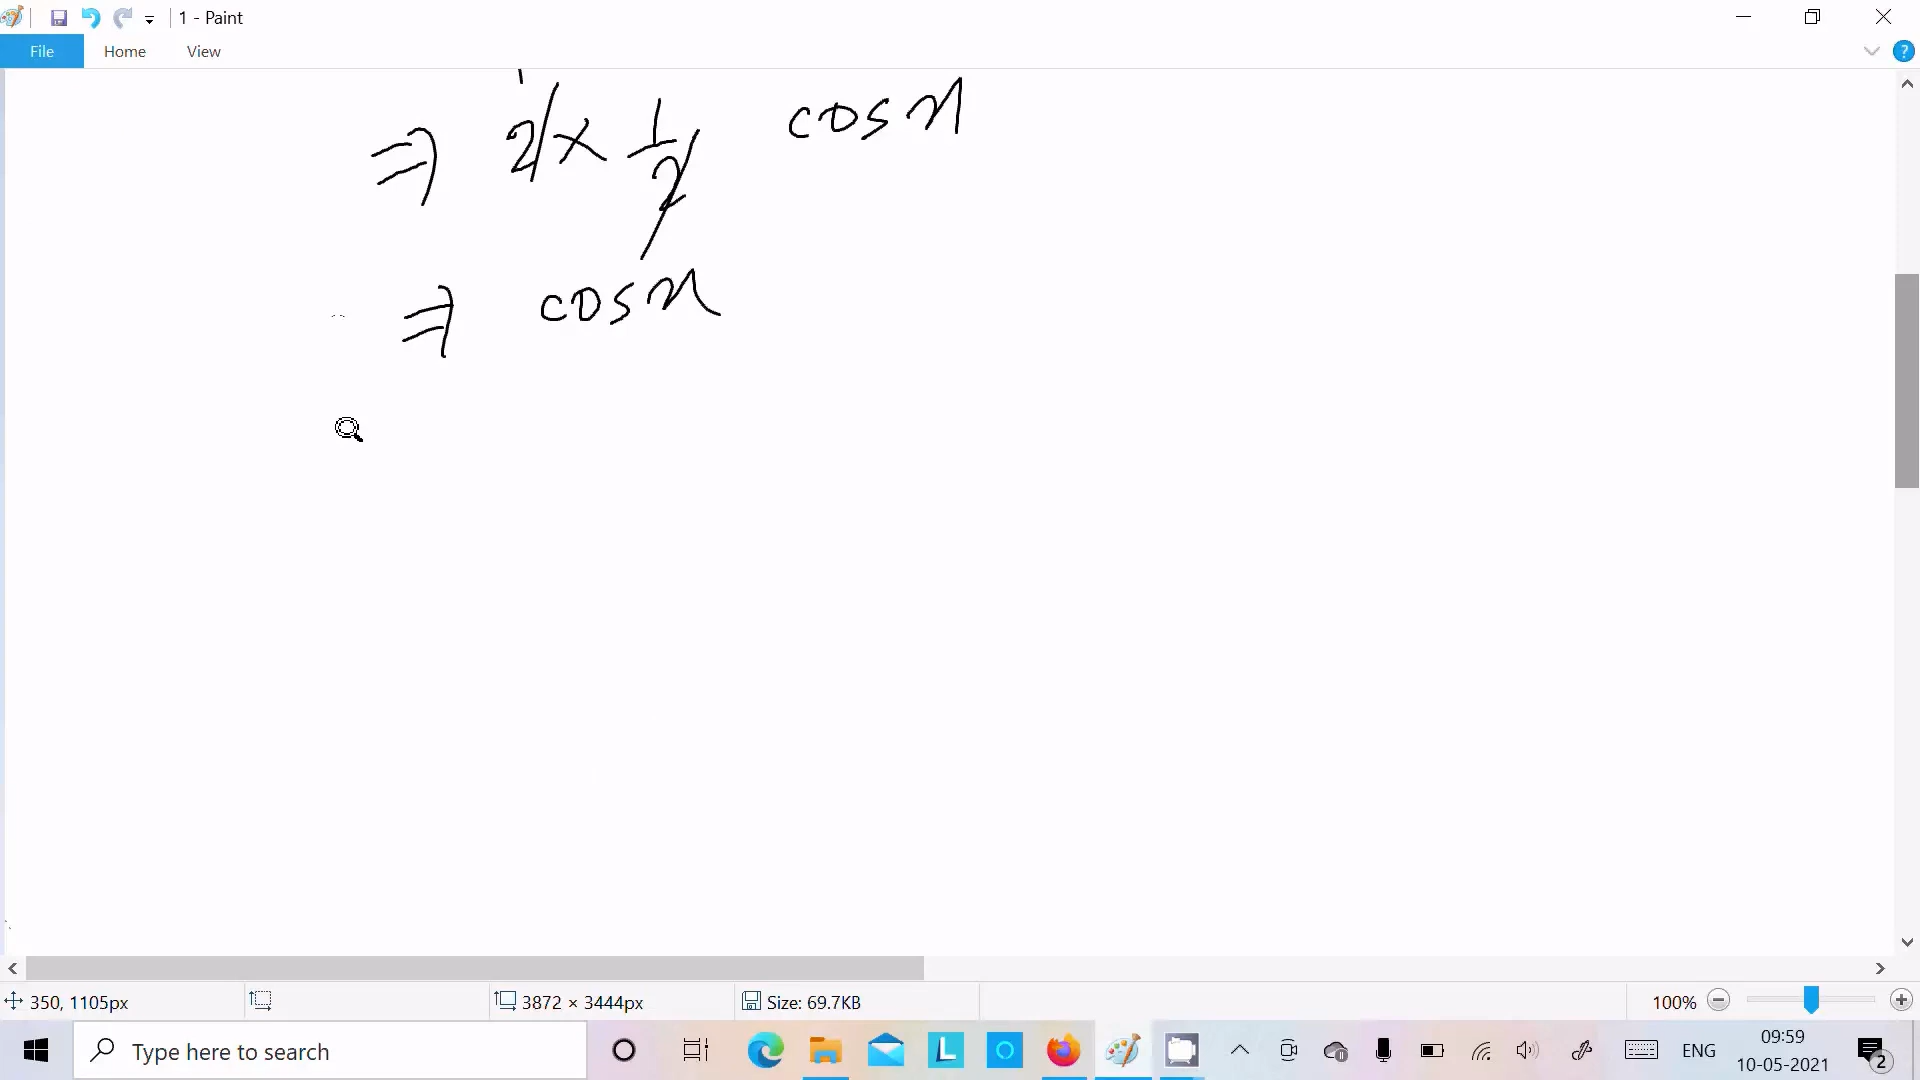 1 - Paint
File Home View
⇒ 2 × 1/2 cos x
⇒ cos x
350, 1105px 3872 × 3444px Size: 69.7KB 100%
Type here to search ENG 09:59
10-05-2021 2